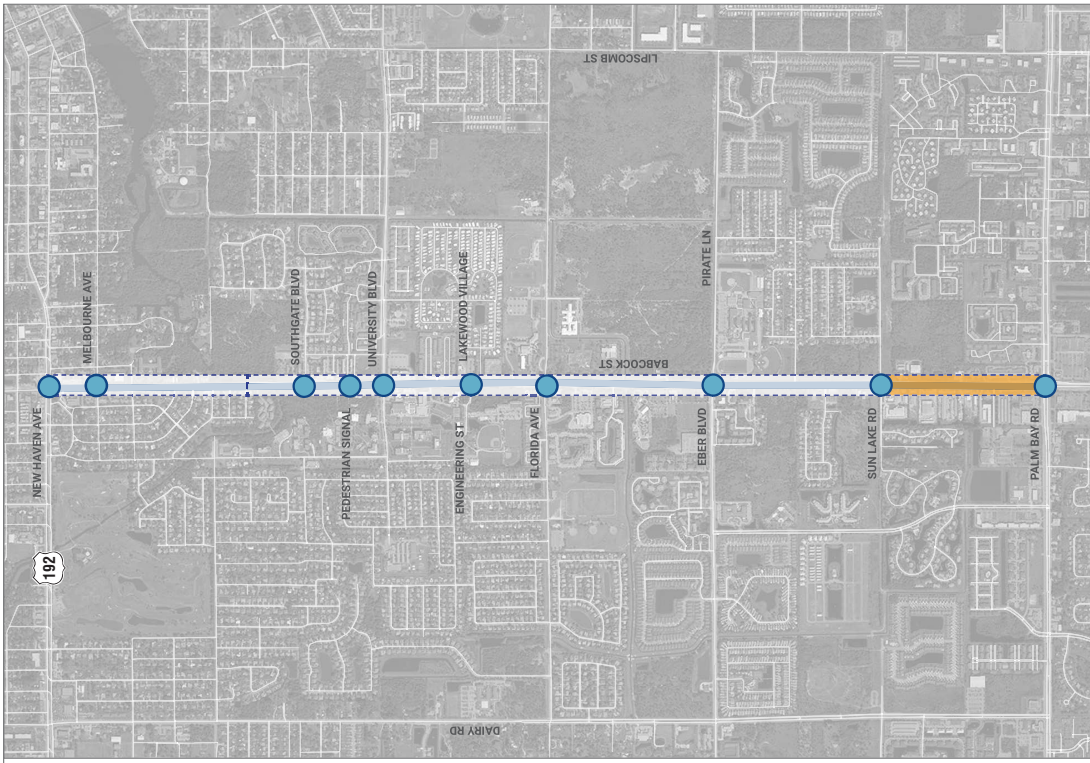 LIPSCOMB ST
MELBOURNE AVE
SOUTHGATE BLVD
UNIVERSITY BLVD
LAKEWOOD VILLAGE
PIRATE LN
BABCOCK ST
NEW HAVEN AVE
PEDESTRIAN SIGNAL
ENGINEERING ST
FLORIDA AVE
EBER BLVD
SUN LAKE RD
PALM BAY RD
192
DAIRY RD